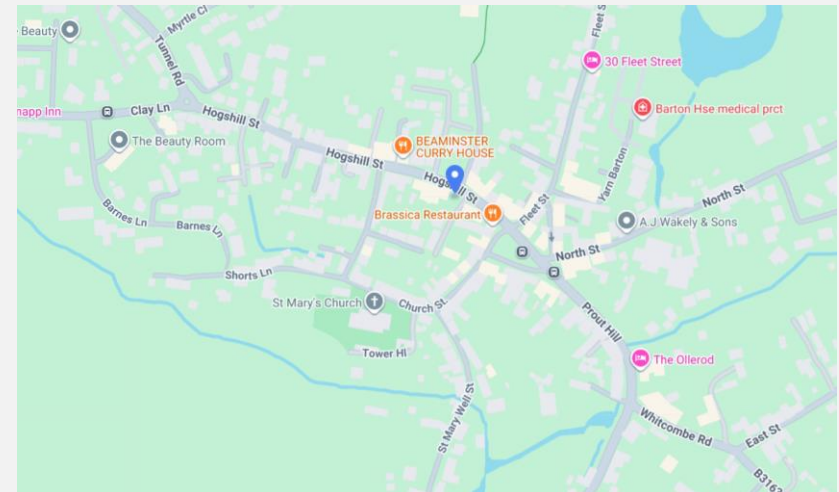 Beauty
Myrtle Cl
Tunnel Rd
Fleet S
30 Fleet Street
napp Inn
Clay Ln
Hogshill St
Barton Hse medical prct
The Beauty Room
BEAMINSTER
CURRY HOUSE
Hogshill St
Hogshill St
Yarn Barton
North St
Brassica Restaurant
Fleet St
A J Wakely & Sons
Barnes Ln
Barnes Ln
North St
Shorts Ln
St Mary's Church
Church St
Prout Hill
Tower Hl
The Ollerod
St Mary Well St
Whitcombe Rd
East St
B3163